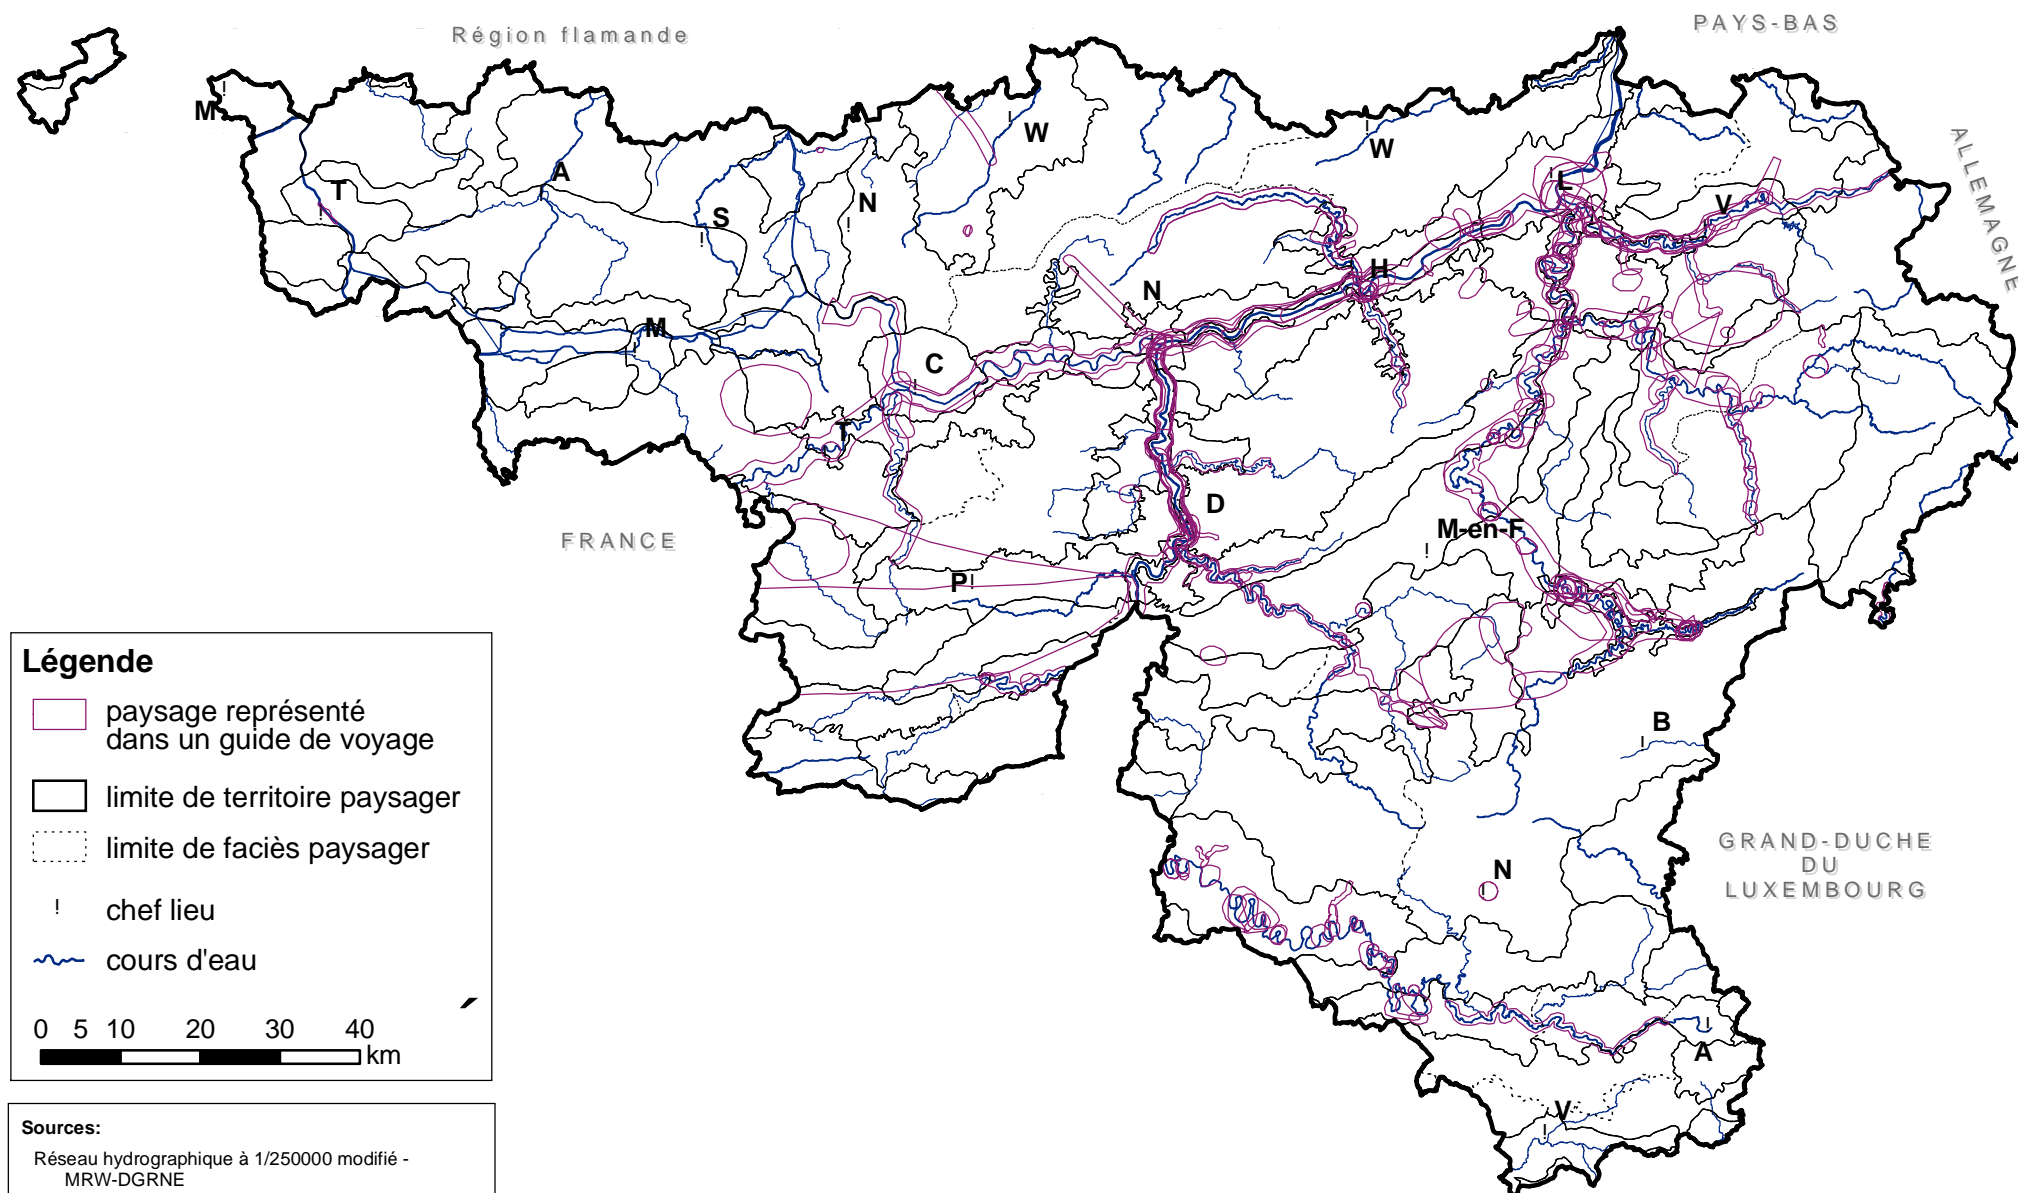 Région flamande
PAYS-BAS
ALLEMAGNE
M
W
W
A
T
S
N
L
V
H
N
M
C
T
D
M-en-F
FRANCE
P
B
N
A
V
GRAND-DUCHE
DU
LUXEMBOURG
Légende
paysage représenté
dans un guide de voyage
limite de territoire paysager
limite de faciès paysager
! chef lieu
cours d'eau
0 5 10 20 30 40
km
Sources:
Réseau hydrographique à 1/250000 modifié -
MRW-DGRNE